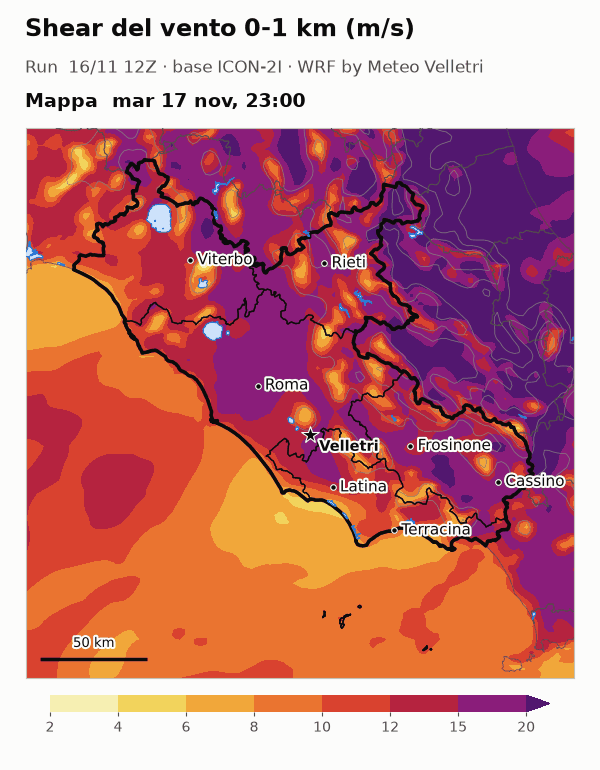 Shear del vento 0-1 km (m/s)
Run  16/11 12Z · base ICON-2I · WRF by Meteo Velletri
Mappa  mar 17 nov, 23:00
Viterbo
Rieti
Roma
Velletri
Frosinone
Latina
Cassino
Terracina
50 km
2 4 6 8 10 12 15 20